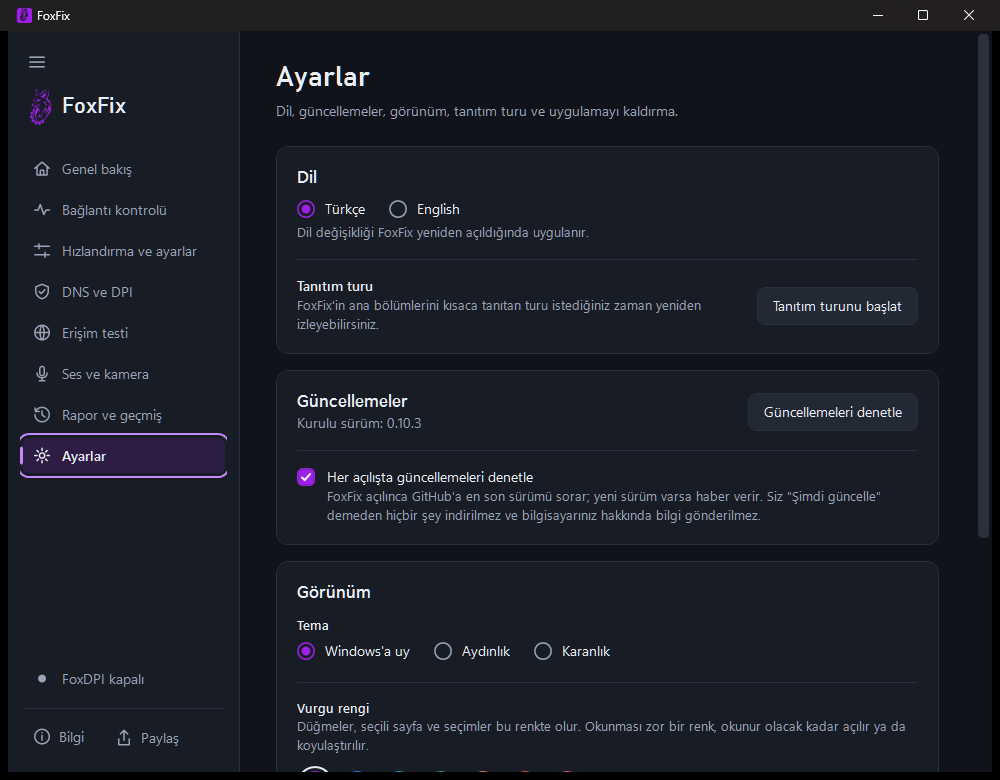 FoxFix
FoxFix
Genel bakış
Bağlantı kontrolü
Hızlandırma ve ayarlar
DNS ve DPI
Erişim testi
Ses ve kamera
Rapor ve geçmiş
Ayarlar
FoxDPI kapalı
Bilgi
Paylaş
Ayarlar
Dil, güncellemeler, görünüm, tanıtım turu ve uygulamayı kaldırma.
Dil
Türkçe English
Dil değişikliği FoxFix yeniden açıldığında uygulanır.
Tanıtım turu
FoxFix'in ana bölümlerini kısaca tanıtan turu istediğiniz zaman yeniden
izleyebilirsiniz.
Tanıtım turunu başlat
Güncellemeler
Kurulu sürüm: 0.10.3
Güncellemeleri denetle
Her açılışta güncellemeleri denetle
FoxFix açılınca GitHub'a en son sürümü sorar; yeni sürüm varsa haber verir. Siz "Şimdi güncelle"
demeden hiçbir şey indirilmez ve bilgisayarınız hakkında bilgi gönderilmez.
Görünüm
Tema
Windows'a uy Aydınlık Karanlık
Vurgu rengi
Düğmeler, seçili sayfa ve seçimler bu renkte olur. Okunması zor bir renk, okunur olacak kadar açılır ya da
koyulaştırılır.